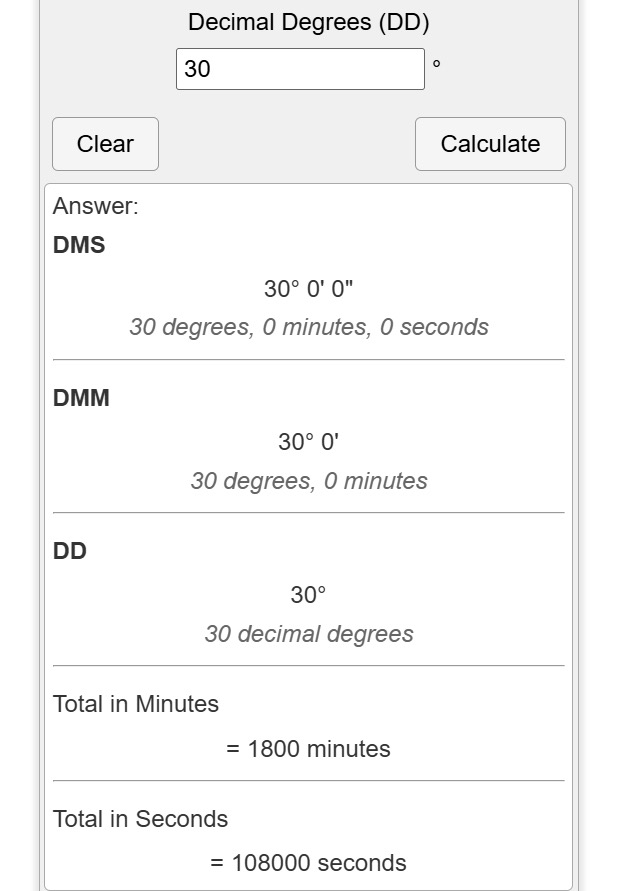 Decimal Degrees (DD)
30 °
Clear Calculate
Answer:
DMS
30° 0' 0"
30 degrees, 0 minutes, 0 seconds
DMM
30° 0'
30 degrees, 0 minutes
DD
30°
30 decimal degrees
Total in Minutes
= 1800 minutes
Total in Seconds
= 108000 seconds